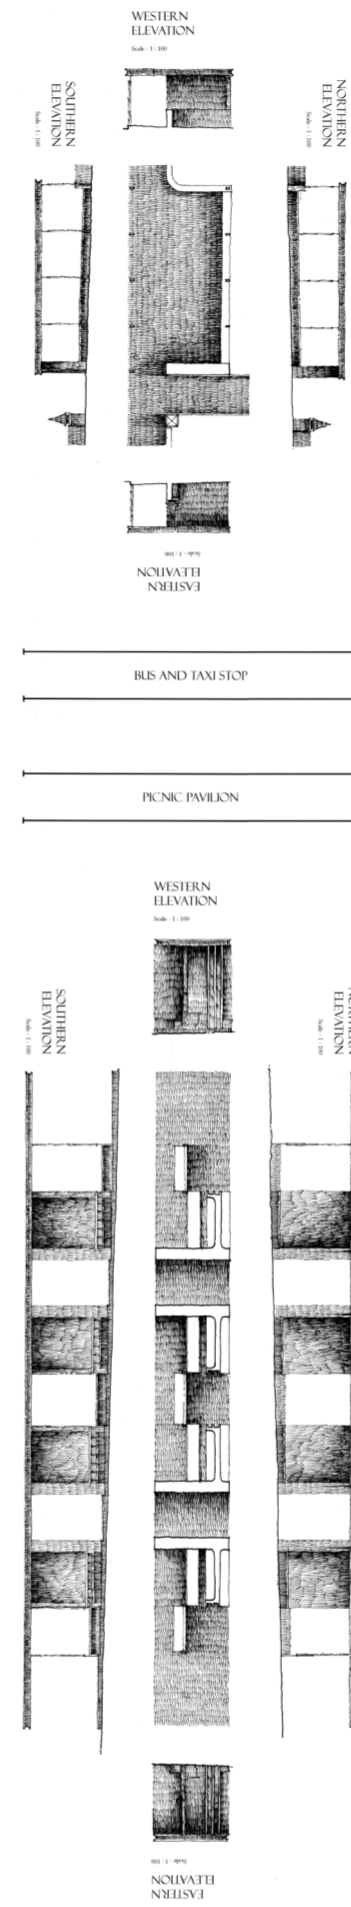 WESTERN
ELEVATION
Scale - 1 : 100
SOUTHERN
ELEVATION
Scale - 1 : 100
NORTHERN
ELEVATION
Scale - 1 : 100
Scale - 1 : 100
EASTERN
ELEVATION
BUS AND TAXI STOP
PICNIC PAVILION
WESTERN
ELEVATION
Scale - 1 : 100
SOUTHERN
ELEVATION
Scale - 1 : 100
ELEVATION
Scale - 1 : 100
EASTERN
ELEVATION
Scale - 1 : 100